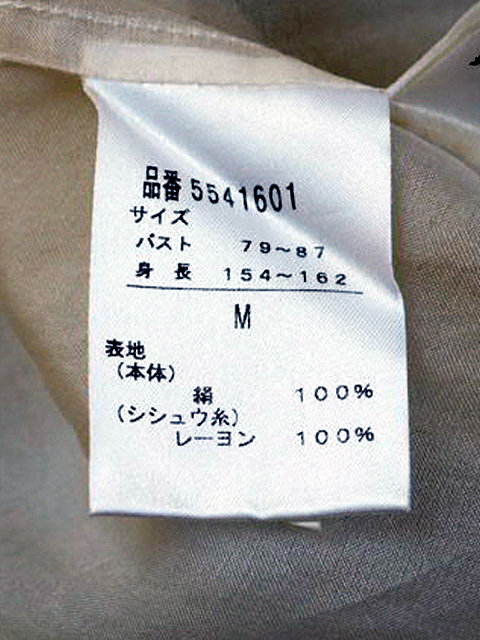 品番 5541601
サイズ
バスト 79～87
身長 154～162
M
表地
(本体)
絹 100%
(シシュウ糸)
レーヨン 100%